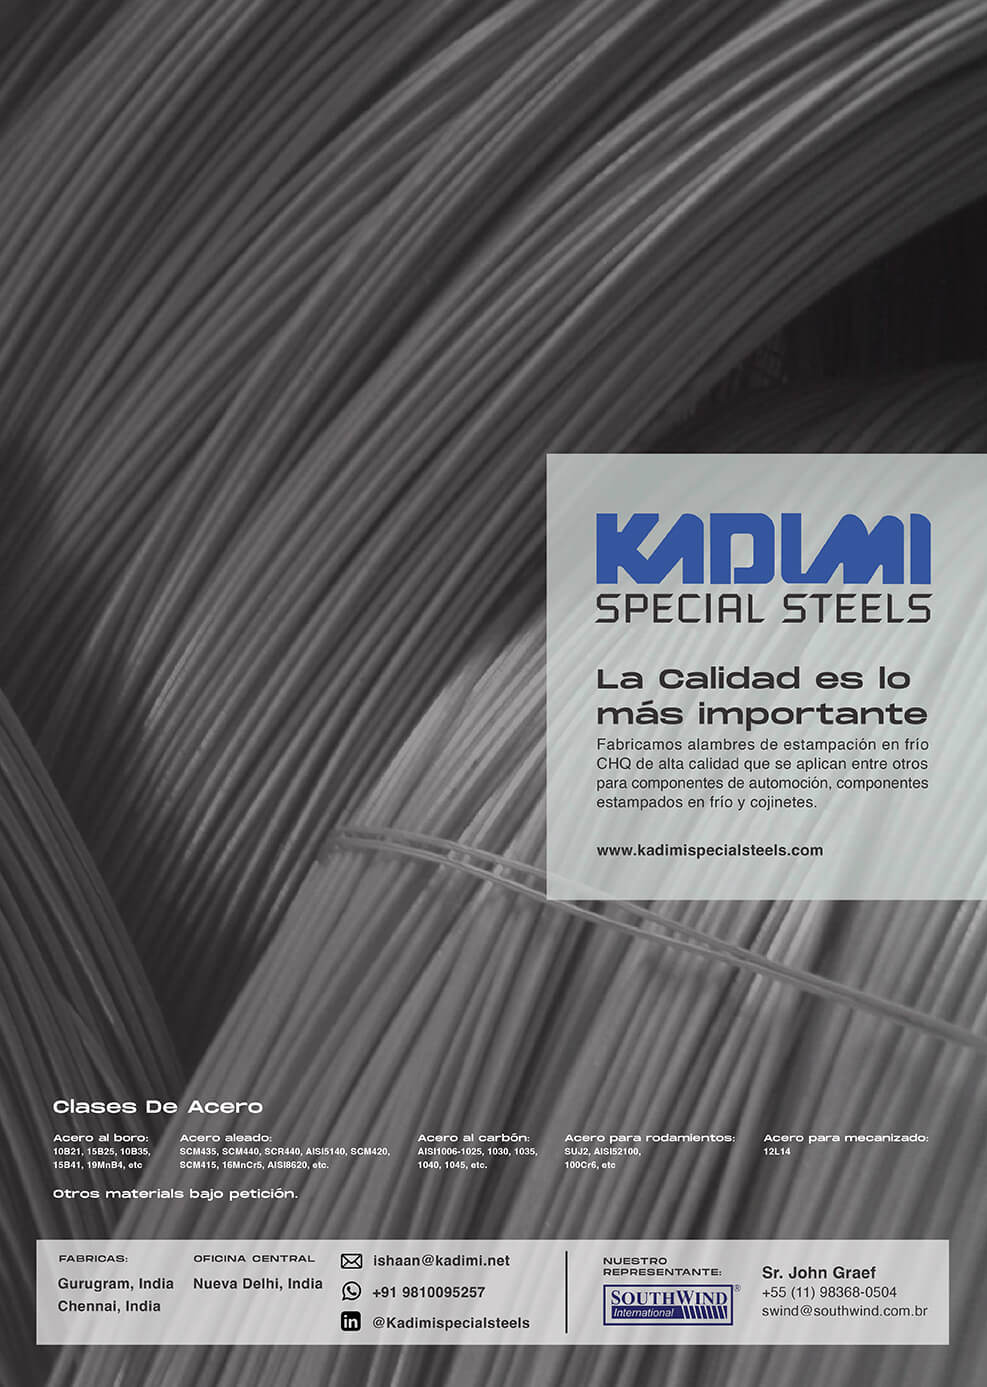 KADIMI
SPECIAL STEELS
La Calidad es lo
más importante
Fabricamos alambres de estampación en frío
CHQ de alta calidad que se aplican entre otros
para componentes de automoción, componentes
estampados en frío y cojinetes.
www.kadimispecialsteels.com
Clases De Acero
Acero al boro:
10B21, 15B25, 10B35,
15B41, 19MnB4, etc
Acero aleado:
SCM435, SCM440, SCR440, AISI5140, SCM420,
SCM415, 16MnCr5, AISI8620, etc.
Acero al carbón:
AISI1006-1025, 1030, 1035,
1040, 1045, etc.
Acero para rodamientos:
SUJ2, AISI52100,
100Cr6, etc
Acero para mecanizado:
12L14
Otros materials bajo petición.
FABRICAS:
Gurugram, India
Chennai, India
OFICINA CENTRAL
Nueva Delhi, India
ishaan@kadimi.net
+91 9810095257
in @Kadimispecialsteels
NUESTRO
REPRESENTANTE:
SOUTHWIND®
International
Sr. John Graef
+55 (11) 98368-0504
swind@southwind.com.br